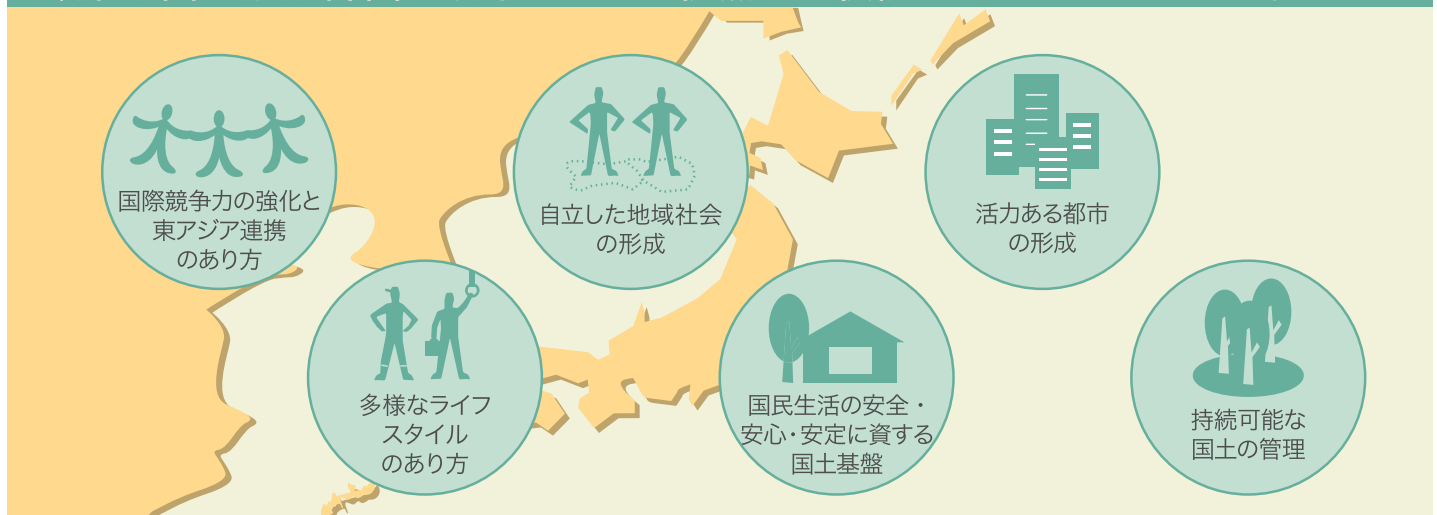 国際競争力の強化と
東アジア連携
のあり方
自立した地域社会
の形成
活力ある都市
の形成
多様なライフ
スタイル
のあり方
国民生活の安全・
安心・安定に資する
国土基盤
持続可能な
国土の管理